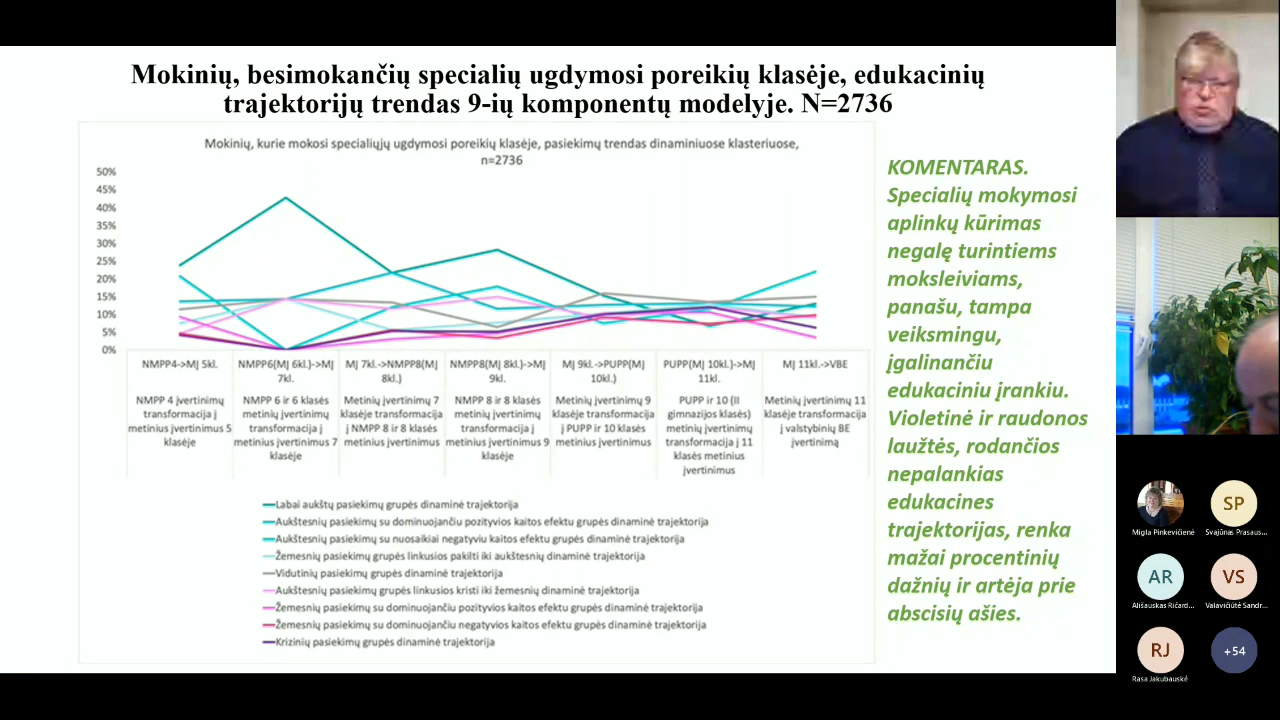 Mokinių, besimokančių specialių ugdymosi poreikių klasėje, edukacinių
trajektorijų trendas 9-ių komponentų modelyje. N=2736
Mokinių, kurie mokosi specialiųjų ugdymosi poreikių klasėje, pasiekimų trendas dinaminiuose klasteriuose,
n=2736
50%
45%
40%
35%
30%
25%
20%
15%
10%
5%
0%
NMPP4->MJ 5kl.
NMPP 4 įvertinimų
transformacija į
metinius įvertinimus 5
klasėje
NMPP6(MJ 6kl.)->MJ
7kl.
NMPP 6 ir 6 klasės
metinių įvertinimų
transformacija į
metinius įvertinimus 7
klasėje
MJ 7kl.->NMPP8(MJ
8kl.)
Metinių įvertinimų 7
klasėje transformacija
į NMPP 8 ir 8 klasės
metinius įvertinimus
NMPP8(MJ 8kl.)->MJ
9kl.
NMPP 8 ir 8 klasės
metinių įvertinimų
transformacija į
metinius įvertinimus 9
klasėje
MJ 9kl.->PUPP(MJ
10kl.)
Metinių įvertinimų 9
klasėje transformacija
į PUPP ir 10 klasės
metinius įvertinimus
PUPP(MJ 10kl.)->MJ
11kl.
PUPP ir 10 (II
gimnazijos klasės)
metinių įvertinimų
transformacija į 11
klasės metinius
įvertinimus
MJ 11kl.->VBE
Metinių įvertinimų 11
klasėje transformacija
į valstybinių BE
įvertinimą
Labai aukštų pasiekimų grupės dinaminė trajektorija
Aukštesnių pasiekimų su dominuojančiu pozityvios kaitos efektu grupės dinaminė trajektorija
Aukštesnių pasiekimų su nuosaikiai negatyviu kaitos efektu grupės dinaminė trajektorija
Žemesnių pasiekimų grupės linkusios pakilti iki aukštesnių dinaminė trajektorija
Vidutinių pasiekimų grupės dinaminė trajektorija
Aukštesnių pasiekimų grupės linkusios kristi iki žemesnių dinaminė trajektorija
Žemesnių pasiekimų su dominuojančiu pozityvios kaitos efektu grupės dinaminė trajektorija
Žemesnių pasiekimų su dominuojančiu negatyvios kaitos efektu grupės dinaminė trajektorija
Krizinių pasiekimų grupės dinaminė trajektorija
KOMENTARAS.
Specialių mokymosi
aplinkų kūrimas
negalę turintiems
moksleiviams,
panašu, tampa
veiksmingu,
įgalinančiu
edukaciniu įrankiu.
Violetinė ir raudonos
laužtės, rodančios
nepalankias
edukacines
trajektorijas, renka
mažai procentinių
dažnių ir artėja prie
abscisių ašies.
Migla Pinkevičienė
SP
Svajūnas Prasaus...
AR
Ališauskas Ričard...
VS
Valavičiūtė Sandr...
RJ
Rasa Jakubauskė
+54